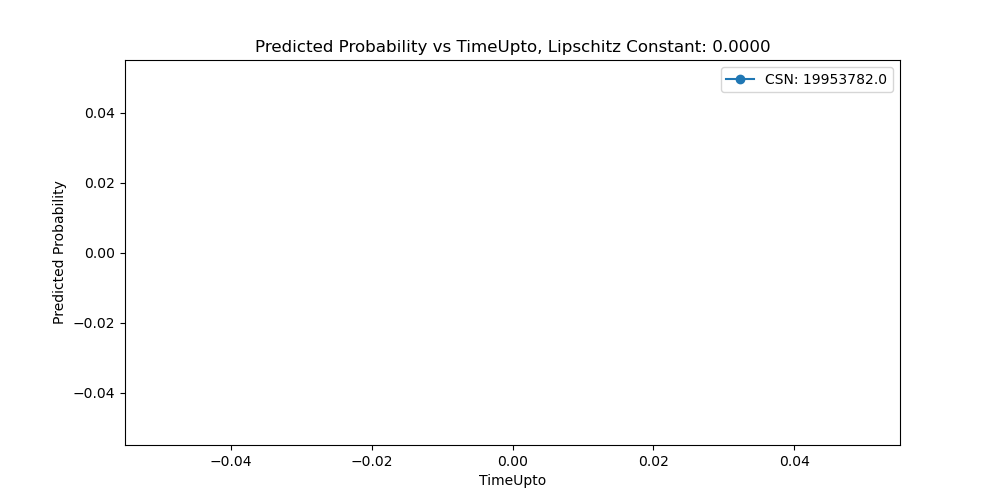 Predicted Probability vs TimeUpto, Lipschitz Constant: 0.0000
CSN: 19953782.0
Predicted Probability
0.04
0.02
0.00
−0.02
−0.04
−0.04
−0.02
0.00
0.02
0.04
TimeUpto